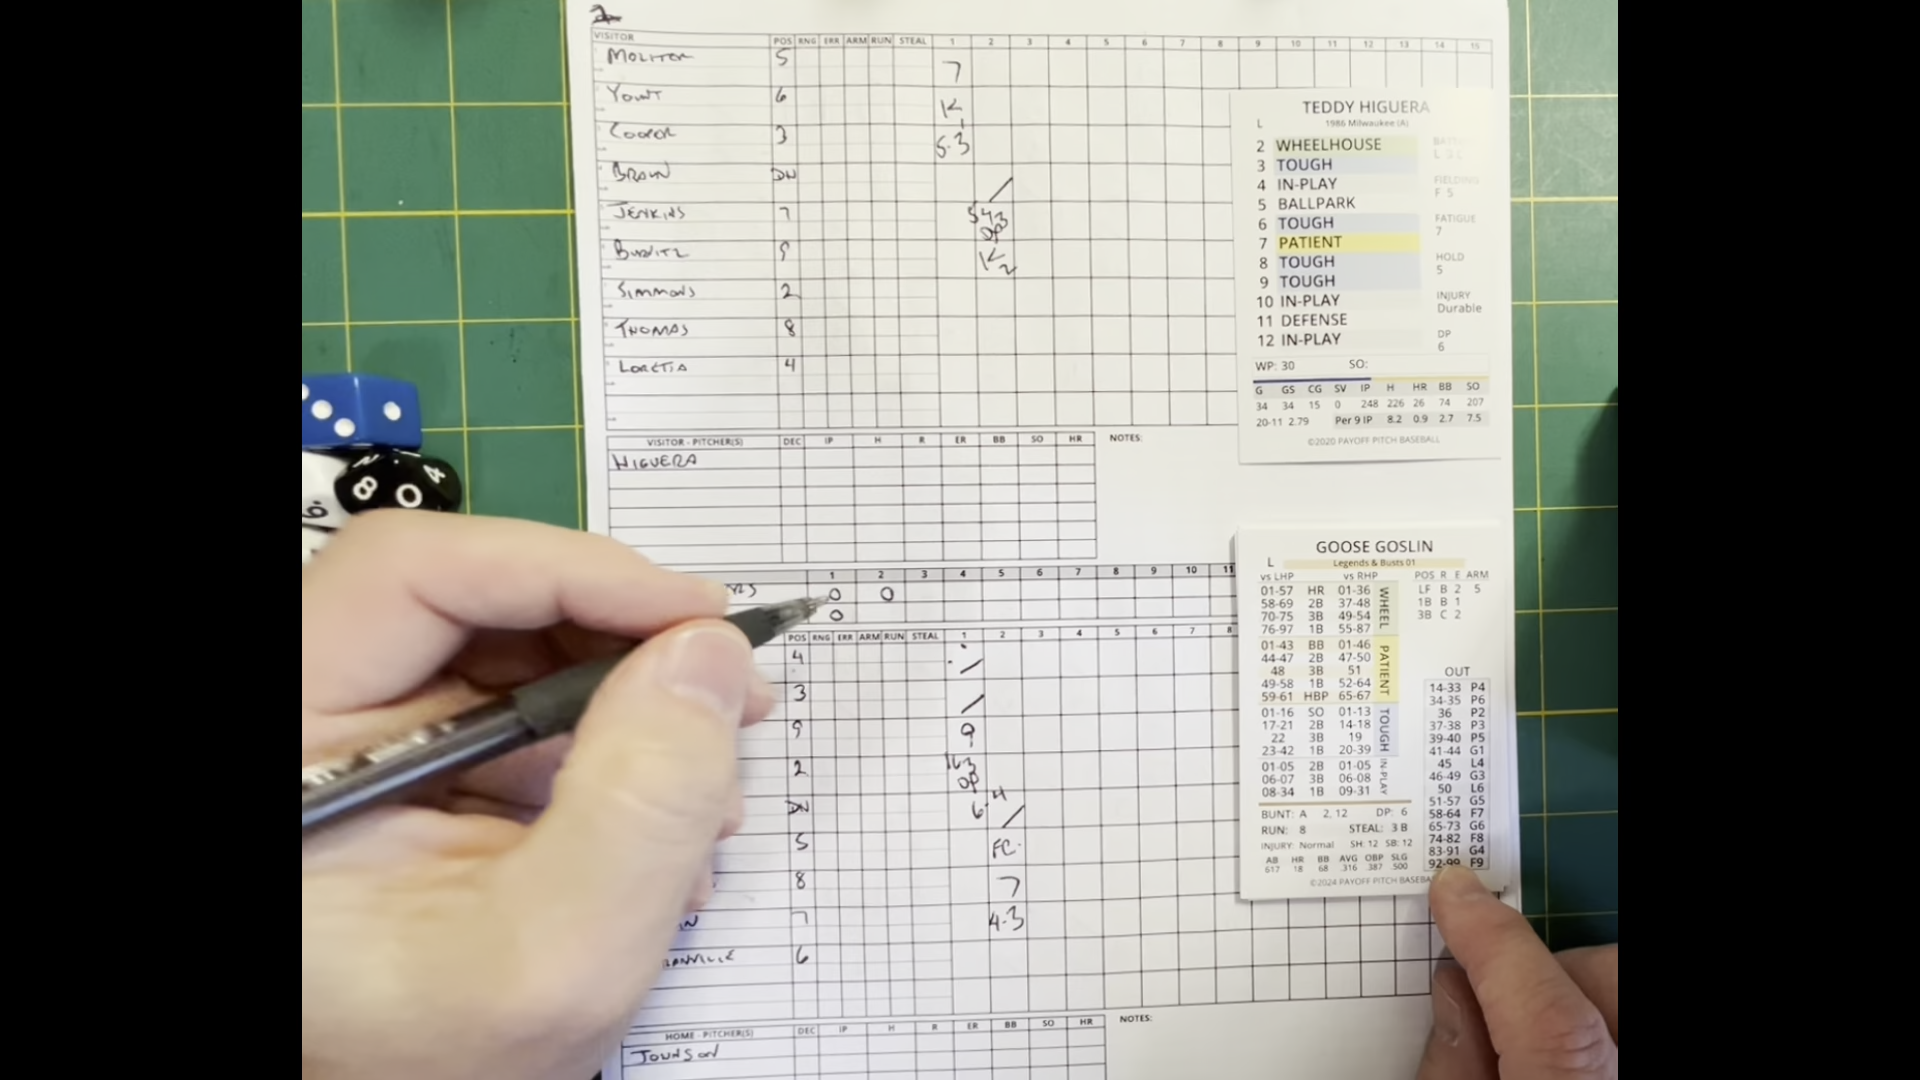 VISITOR POS RNG ERR ARM RUN STEAL 1 2 3 4 5 6 7 8 9 10 11 12 13 14 15
MOLITOR 5 7
YOUNT 6 K
COOPER 3 5-3
BROWN DH
JENKINS 7 543 DP
BURNITZ 9 K 2
SIMMONS 2
THOMAS 8
LORETTA 4
VISITOR - PITCHER(S) DEC IP H R ER BB SO HR NOTES:
HIGUERA
1 2 3 4 5 6 7 8 9 10 11
0 0
0
POS RNG ERR ARM RUN STEAL 1 2 3 4 5 6 7 8
4
3
9 9
2 163 DP
DH 6-4
5 FC
8 7
7 4-3
6
HOME - PITCHER(S) DEC IP H R ER BB SO HR NOTES:
JOHNSON
TEDDY HIGUERA
L 1986 Milwaukee (A)
2 WHEELHOUSE
3 TOUGH
4 IN-PLAY
5 BALLPARK
6 TOUGH
7 PATIENT
8 TOUGH
9 TOUGH
10 IN-PLAY
11 DEFENSE
12 IN-PLAY
FIELDING
F 5
FATIGUE
7
HOLD
5
INJURY
Durable
DP
6
WP: 30 SO:
G GS CG SV IP H HR BB SO
34 34 15 0 248 226 26 74 207
20-11 2.79 Per 9 IP 8.2 0.9 2.7 7.5
©2020 PAYOFF PITCH BASEBALL
GOOSE GOSLIN
L Legends & Busts 01
vs LHP vs RHP POS R E ARM
01-57 HR 01-36 LF B 2 5
58-69 2B 37-48 1B B 1
70-75 3B 49-54 3B C 2
76-97 1B 55-87
WHEEL
01-43 BB 01-46
44-47 2B 47-50
48 3B 51
49-58 1B 52-64
59-61 HBP 65-67
PATIENT
01-16 SO 01-13
17-21 2B 14-18
22 3B 19
23-42 1B 20-39
TOUGH
01-05 2B 01-05
06-07 3B 06-08
08-34 1B 09-31
IN-PLAY
OUT
14-33 P4
34-35 P6
36 P2
37-38 P3
39-40 P5
41-44 G1
45 L4
46-49 G3
50 L6
51-57 G5
58-64 F7
65-73 G6
74-82 F8
83-91 G4
92-99 F9
BUNT: A 2, 12 DP: 6
RUN: 8 STEAL: 3 B
INJURY: Normal SH: 12 SB: 12
AB HR BB AVG OBP SLG
617 18 68 .316 .387 .500
©2024 PAYOFF PITCH
8 0 4